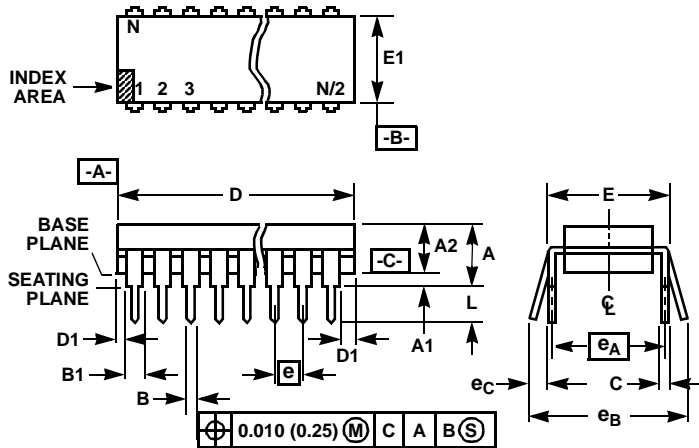 N
E1
INDEX
AREA
1 2 3 N/2
-B-
-A-
D
E
BASE
PLANE
A2
A
-C-
SEATING
PLANE
L
CL
D1
A1
D1
eA
B1
e
eC
C
B
eB
⌖ 0.010 (0.25) Ⓜ C A B Ⓢ